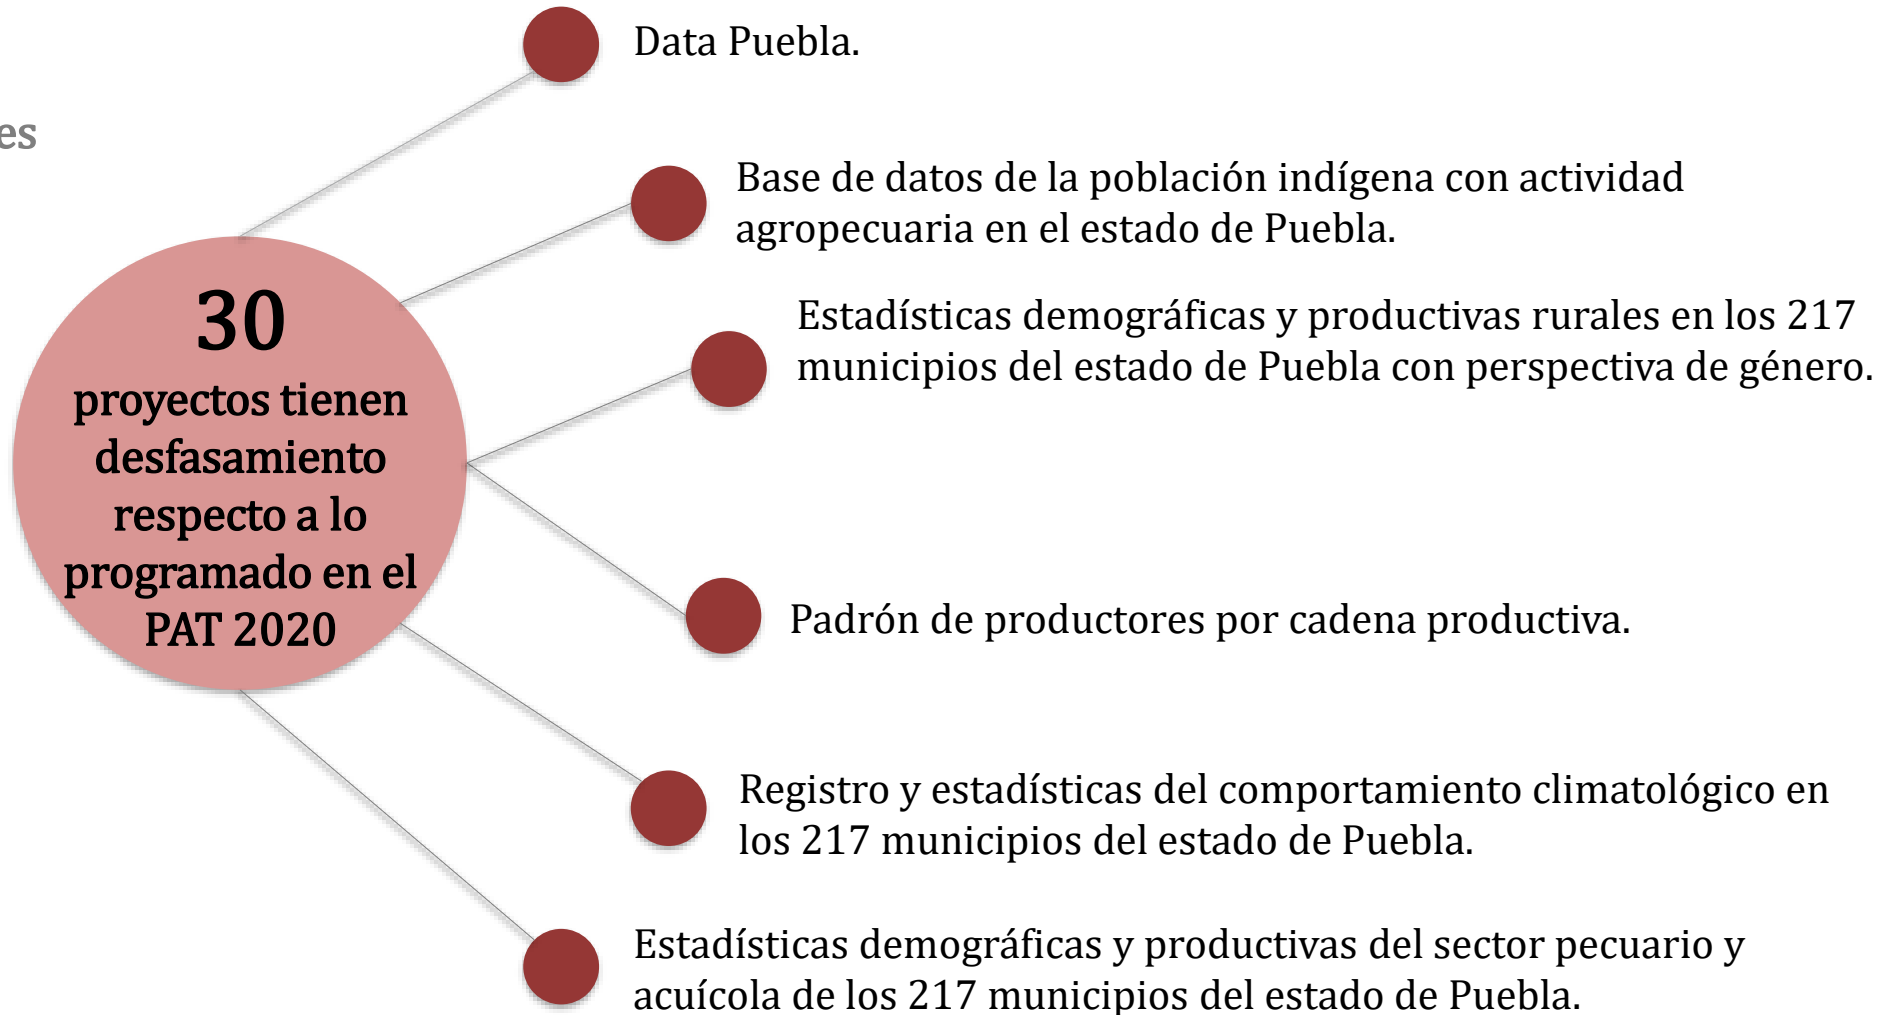 es
Data Puebla.
Base de datos de la población indígena con actividad
agropecuaria en el estado de Puebla.
Estadísticas demográficas y productivas rurales en los 217
municipios del estado de Puebla con perspectiva de género.
30
proyectos tienen
desfasamiento
respecto a lo
programado en el
PAT 2020
Padrón de productores por cadena productiva.
Registro y estadísticas del comportamiento climatológico en
los 217 municipios del estado de Puebla.
Estadísticas demográficas y productivas del sector pecuario y
acuícola de los 217 municipios del estado de Puebla.